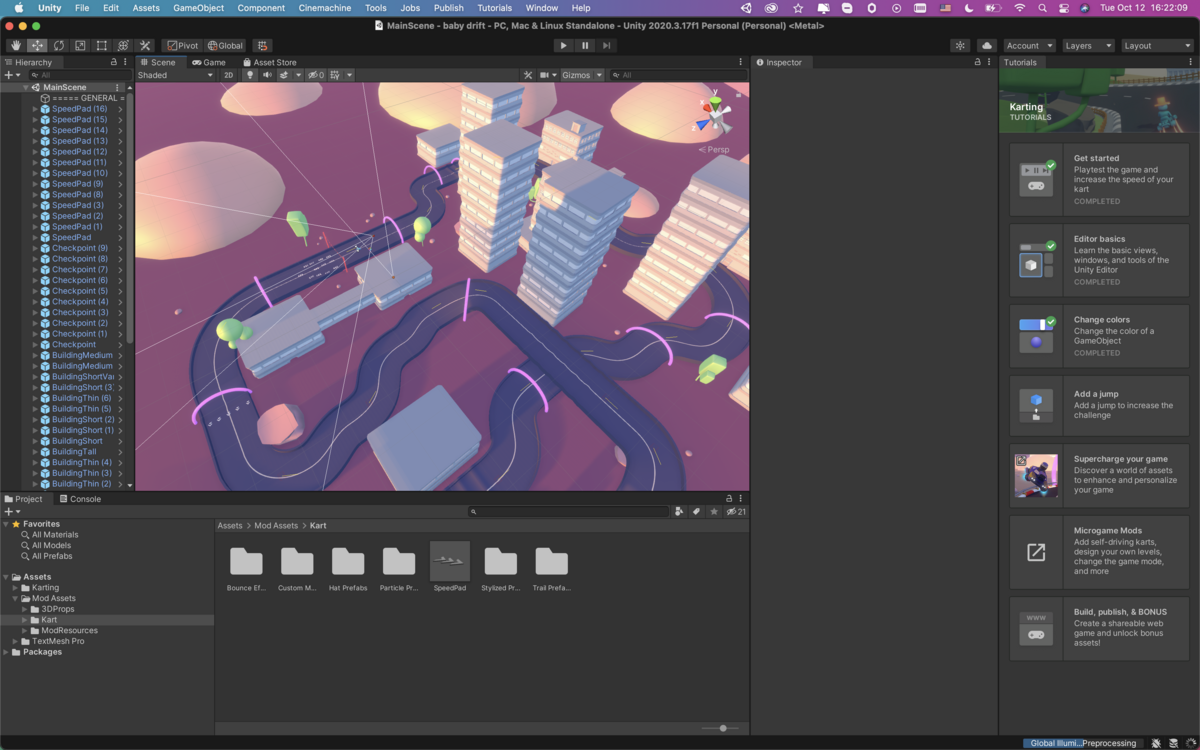 Unity File Edit Assets GameObject Component Cinemachine Tools Jobs Publish Tutorials Window Help
Tue Oct 12 16:22:09
MainScene - baby drift - PC, Mac & Linux Standalone - Unity 2020.3.17f1 Personal (Personal) <Metal>
Pivot Global Account Layers Layout
Hierarchy
All
MainScene
===== GENERAL =
SpeedPad (16)
SpeedPad (15)
SpeedPad (14)
SpeedPad (13)
SpeedPad (12)
SpeedPad (11)
SpeedPad (10)
SpeedPad (9)
SpeedPad (8)
SpeedPad (3)
SpeedPad (2)
SpeedPad (1)
SpeedPad
Checkpoint (9)
Checkpoint (8)
Checkpoint (7)
Checkpoint (6)
Checkpoint (5)
Checkpoint (4)
Checkpoint (3)
Checkpoint (2)
Checkpoint (1)
Checkpoint
BuildingMedium
BuildingMedium
BuildingShortVa
BuildingShort (3
BuildingThin (6)
BuildingThin (5)
BuildingShort (2)
BuildingShort (1)
BuildingShort
BuildingTall
BuildingThin (4)
BuildingThin (3)
BuildingThin (2)
Scene Game Asset Store
Shaded 2D 0 Gizmos All
y
x
z
Persp
Inspector
Tutorials
Karting
TUTORIALS
Get started
Playtest the game and
increase the speed of your
kart
COMPLETED
Editor basics
Learn the basic views,
windows, and tools of the
Unity Editor
COMPLETED
Change colors
Change the color of a
GameObject
COMPLETED
Add a jump
Add a jump to increase the
challenge
Supercharge your game
Discover a world of assets
to enhance and personalize
your game
Microgame Mods
Add self-driving karts,
design your own levels,
change the game mode,
and more
WWW
Build, publish, & BONUS
Create a shareable web
game and unlock bonus
assets!
Project Console
21
Favorites
All Materials
All Models
All Prefabs
Assets
Karting
Mod Assets
3DProps
Kart
ModResources
TextMesh Pro
Packages
Assets > Mod Assets > Kart
Bounce Ef... Custom M... Hat Prefabs Particle Pr... SpeedPad Stylized Pr... Trail Prefa...
Global Illumi...Preprocessing